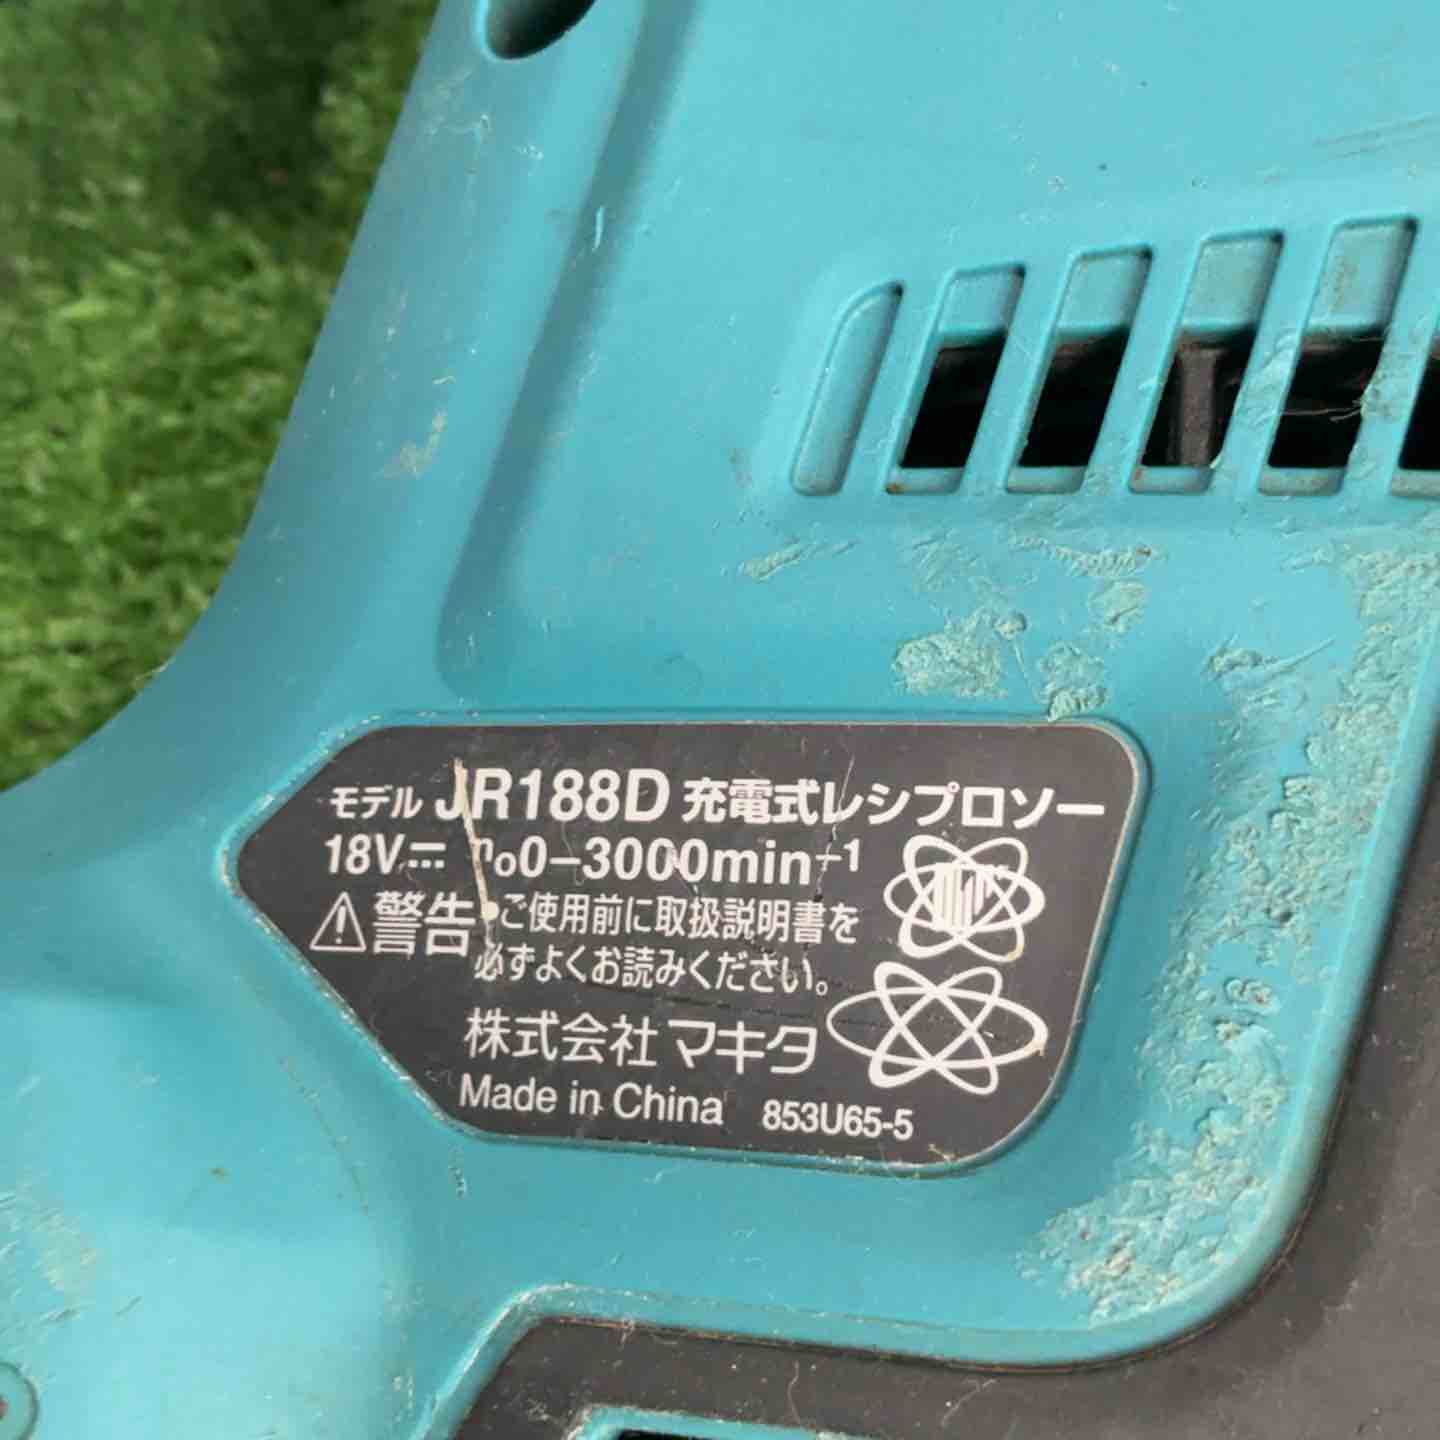 モデル JR188D 充電式レシプロソー
18V⎓ n₀0−3000min⁻¹
⚠警告・ご使用前に取扱説明書を
必ずよくお読みください。
株式会社 マキタ
Made in China 853U65-5